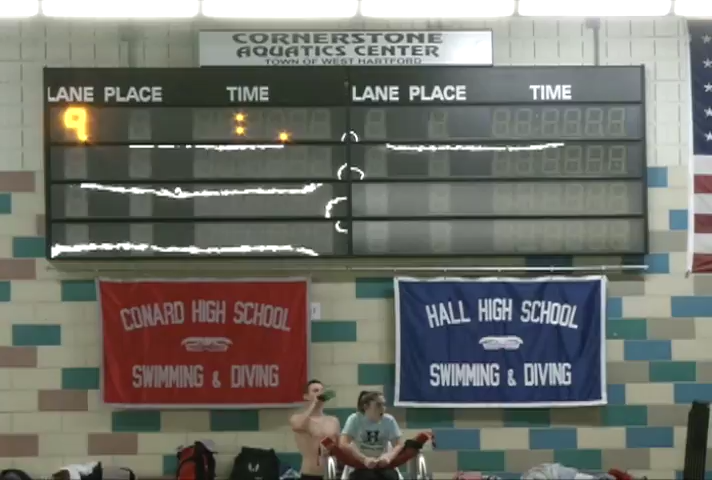 CORNERSTONE
AQUATICS CENTER
TOWN OF WEST HARTFORD
LANE PLACE TIME LANE PLACE TIME
9
CONARD HIGH SCHOOL
SWIMMING & DIVING
HALL HIGH SCHOOL
SWIMMING & DIVING
H